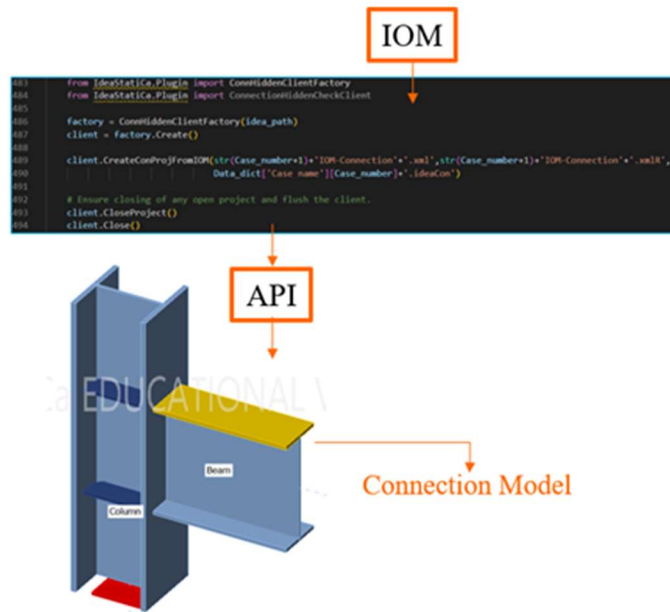 IOM
483 from IdeaStatiCa.Plugin import ConnHiddenClientFactory
484 from IdeaStatiCa.Plugin import ConnectionHiddenCheckClient
485
486 factory = ConnHiddenClientFactory(idea_path)
487 client = factory.Create()
488
489 client.CreateConProjFromIOM(str(Case_number+1)+'IOM-Connection'+'.xml',str(Case_number+1)+'IOM-Connection'+'.xmlR',
490 Data_dict['Case name'][Case_number]+'.ideaCon')
491
492 # Ensure closing of any open project and flush the client.
493 client.CloseProject()
494 client.Close()
API
Ca EDUCATIONAL V
Beam
Column
Connection Model